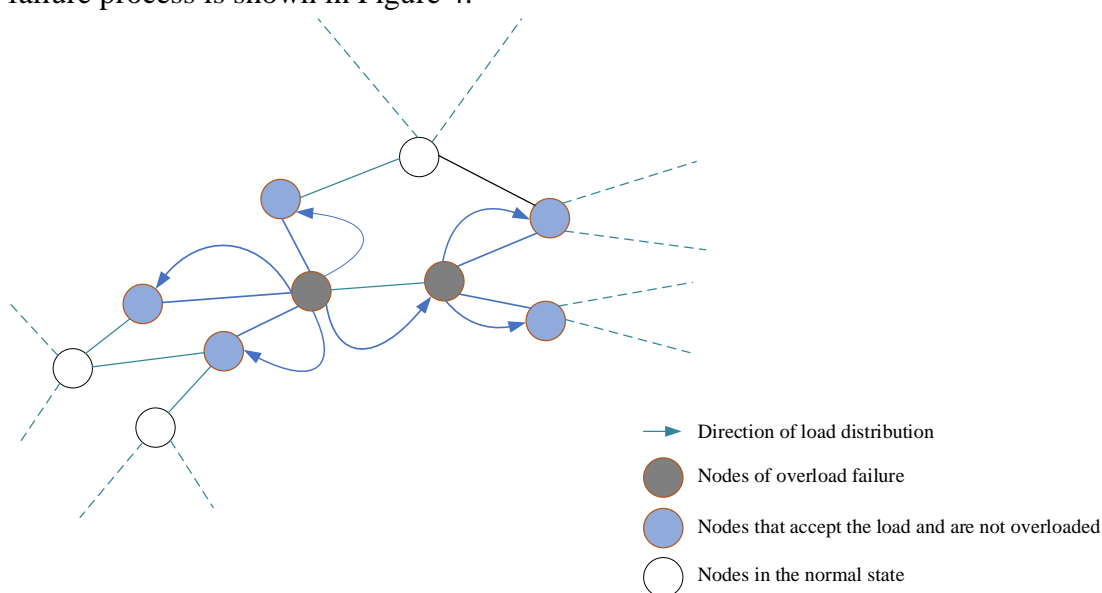 failure process is shown in Figure 4.
Direction of load distribution
Nodes of overload failure
Nodes that accept the load and are not overloaded
Nodes in the normal state